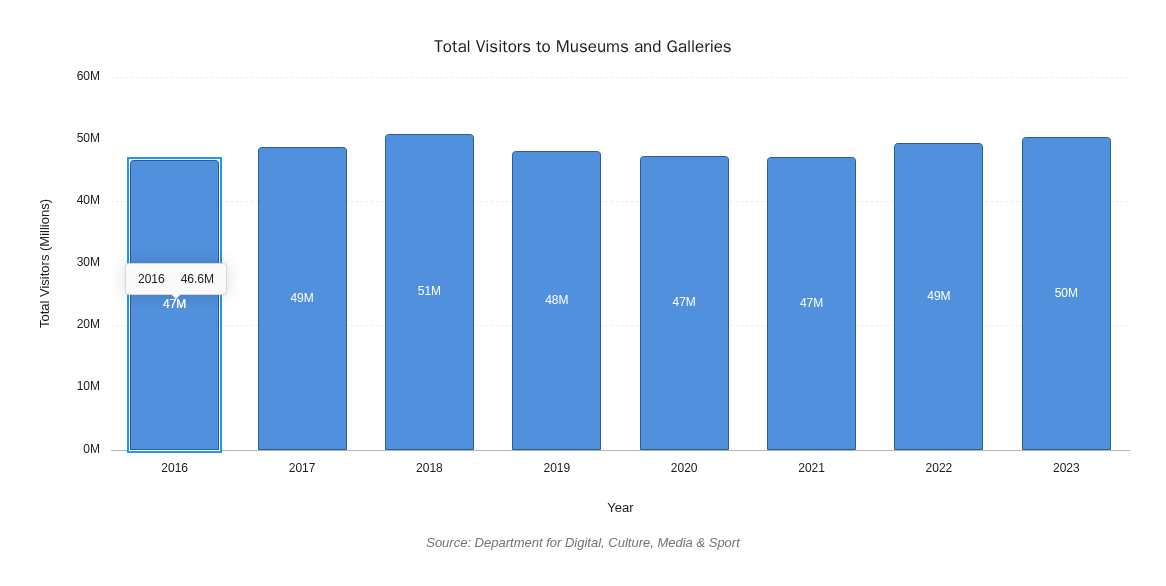 Total Visitors to Museums and Galleries
60M
50M
40M
30M
20M
10M
0M
Total Visitors (Millions)
2016 46.6M
47M
49M
51M
48M
47M
47M
49M
50M
2016 2017 2018 2019 2020 2021 2022 2023
Year
Source: Department for Digital, Culture, Media & Sport